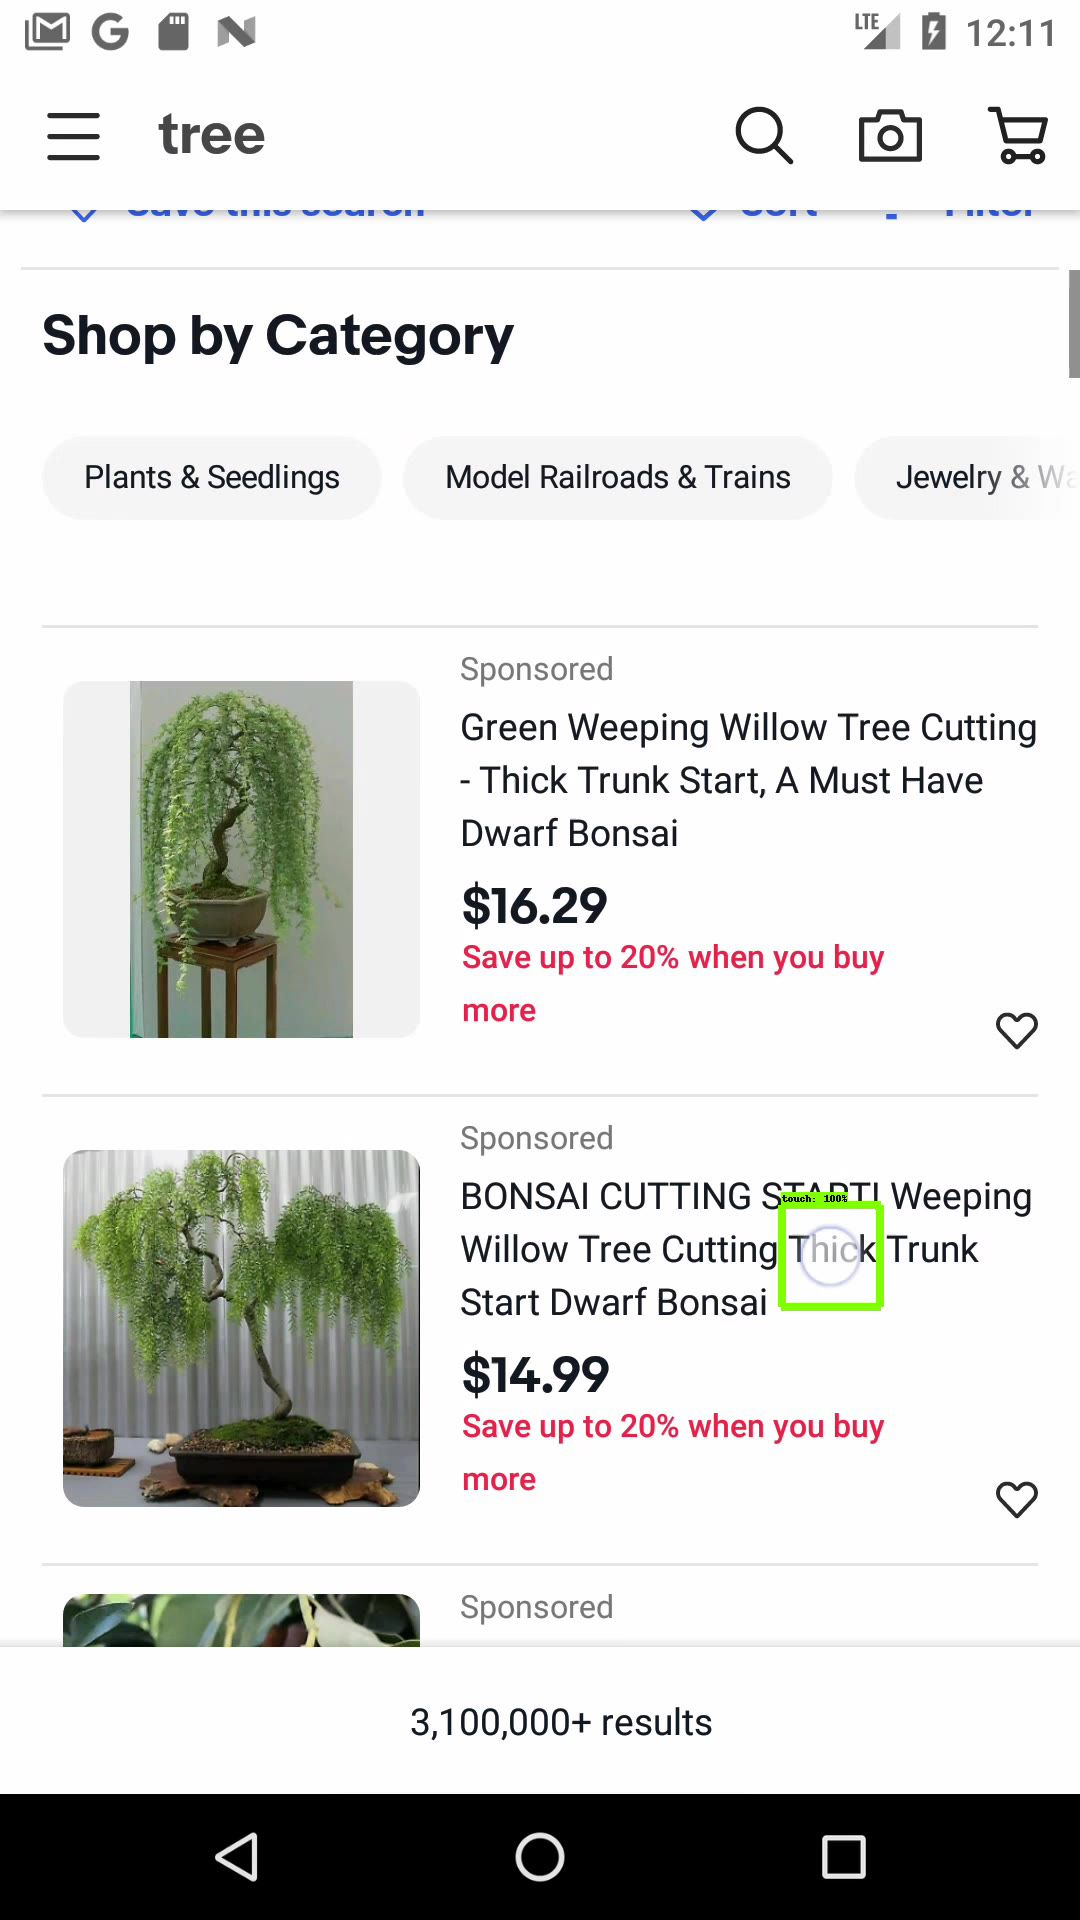 LTE 12:11
tree
Save this search Sort Filter
Shop by Category
Plants & Seedlings Model Railroads & Trains Jewelry & Wa
Sponsored
Green Weeping Willow Tree Cutting
- Thick Trunk Start, A Must Have
Dwarf Bonsai
$16.29
Save up to 20% when you buy
more
Sponsored
touch: 100%
BONSAI CUTTING START! Weeping
Willow Tree Cutting Thick Trunk
Start Dwarf Bonsai
$14.99
Save up to 20% when you buy
more
Sponsored
3,100,000+ results